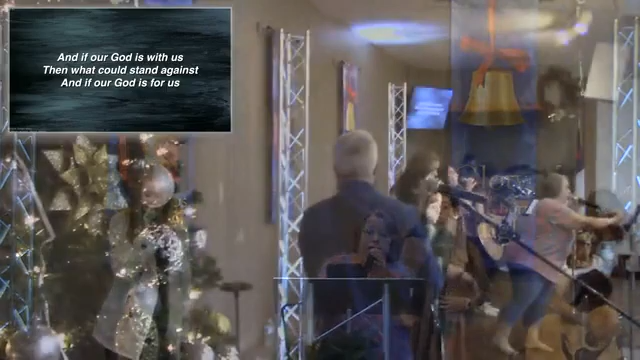 And if our God is with us
Then what could stand against
And if our God is for us